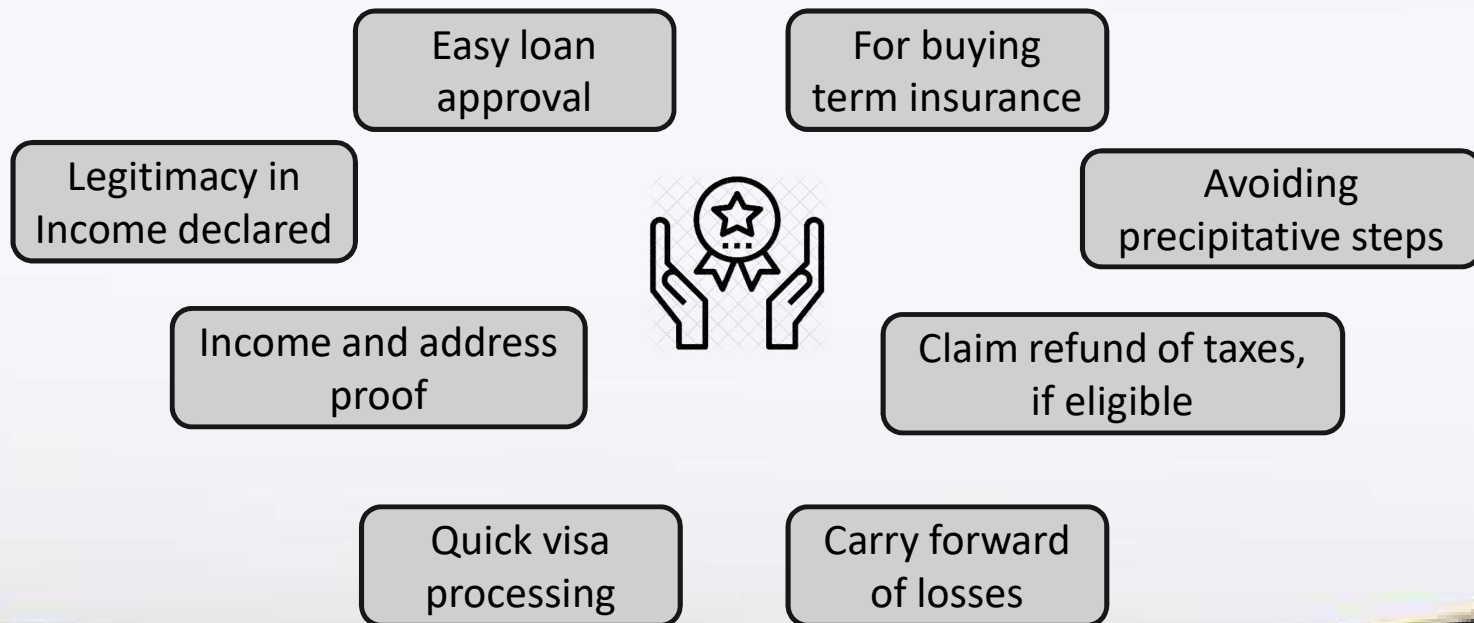 Easy loan
approval
For buying
term insurance
Legitimacy in
Income declared
Avoiding
precipitative steps
Income and address
proof
Claim refund of taxes,
if eligible
Quick visa
processing
Carry forward
of losses